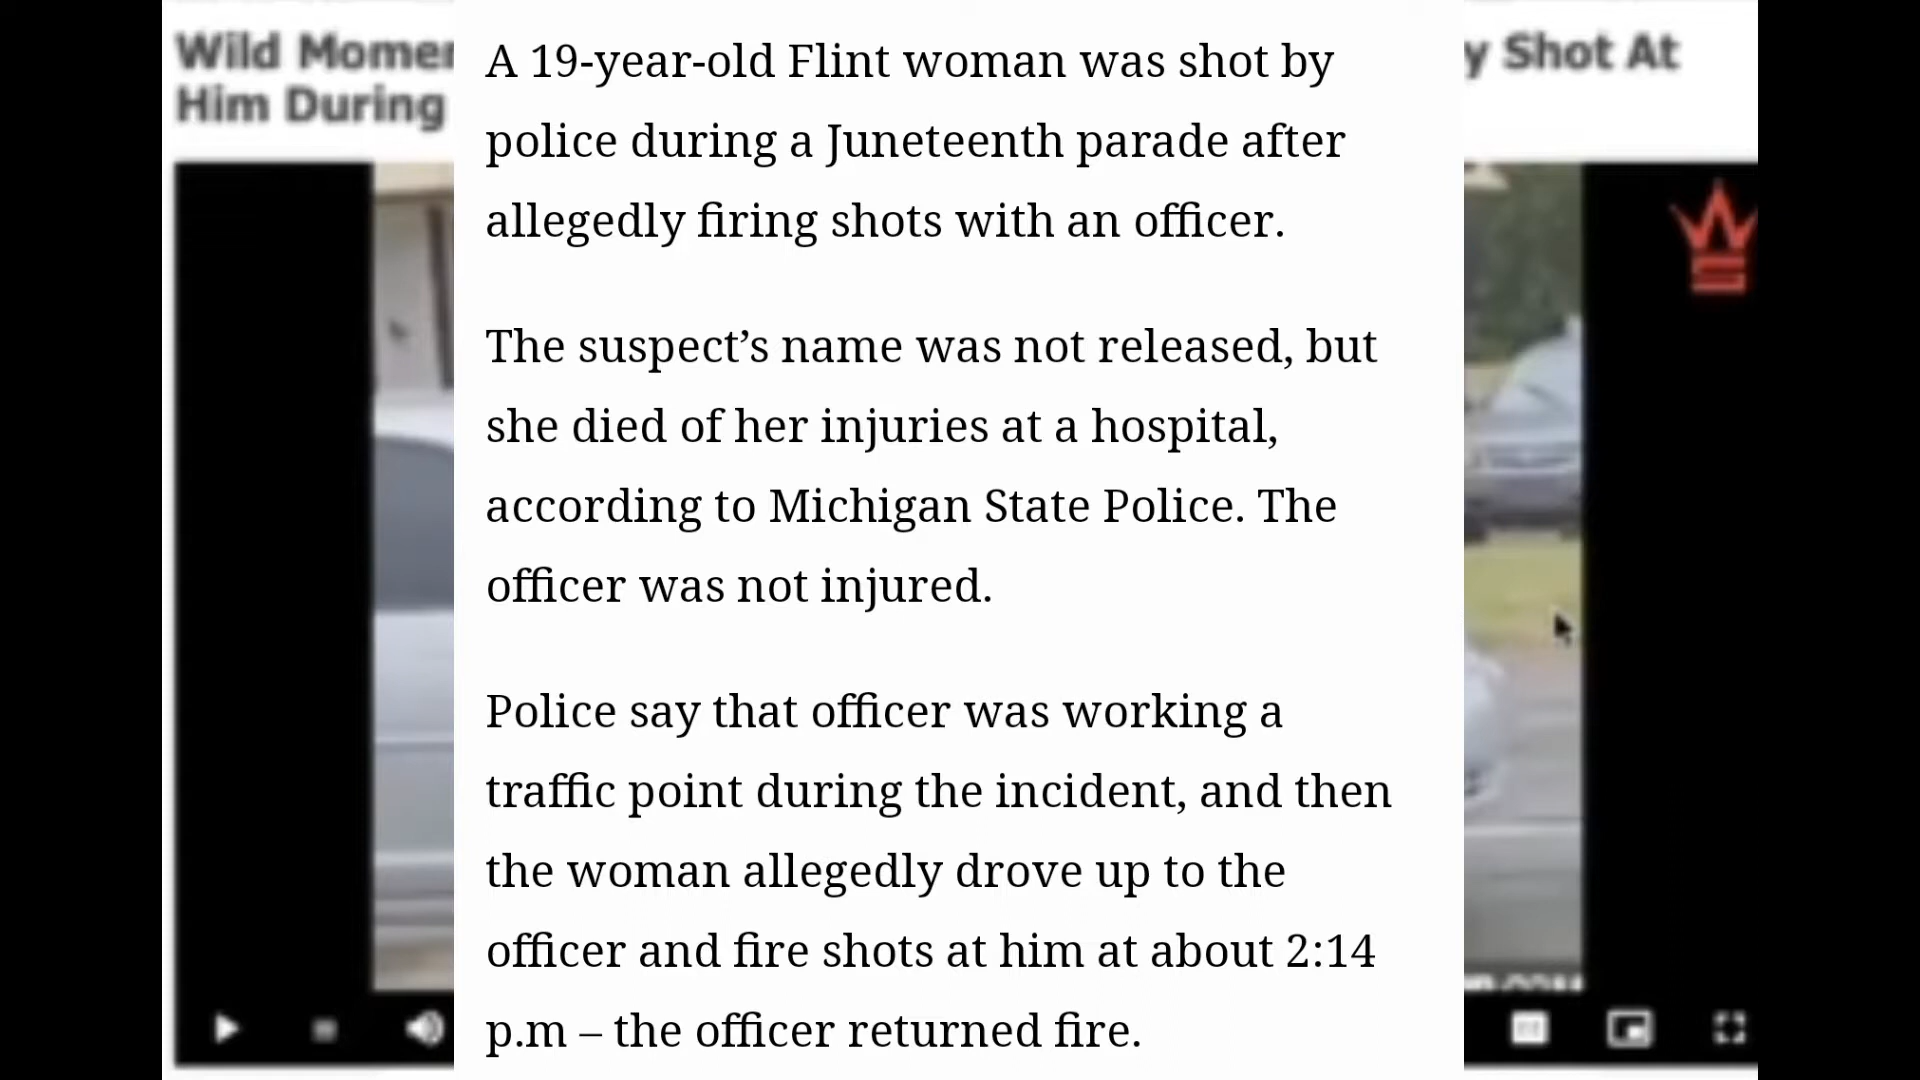 Wild Momen
Him During
y Shot At
A 19-year-old Flint woman was shot by
police during a Juneteenth parade after
allegedly firing shots with an officer.
The suspect’s name was not released, but
she died of her injuries at a hospital,
according to Michigan State Police. The
officer was not injured.
Police say that officer was working a
traffic point during the incident, and then
the woman allegedly drove up to the
officer and fire shots at him at about 2:14
p.m – the officer returned fire.